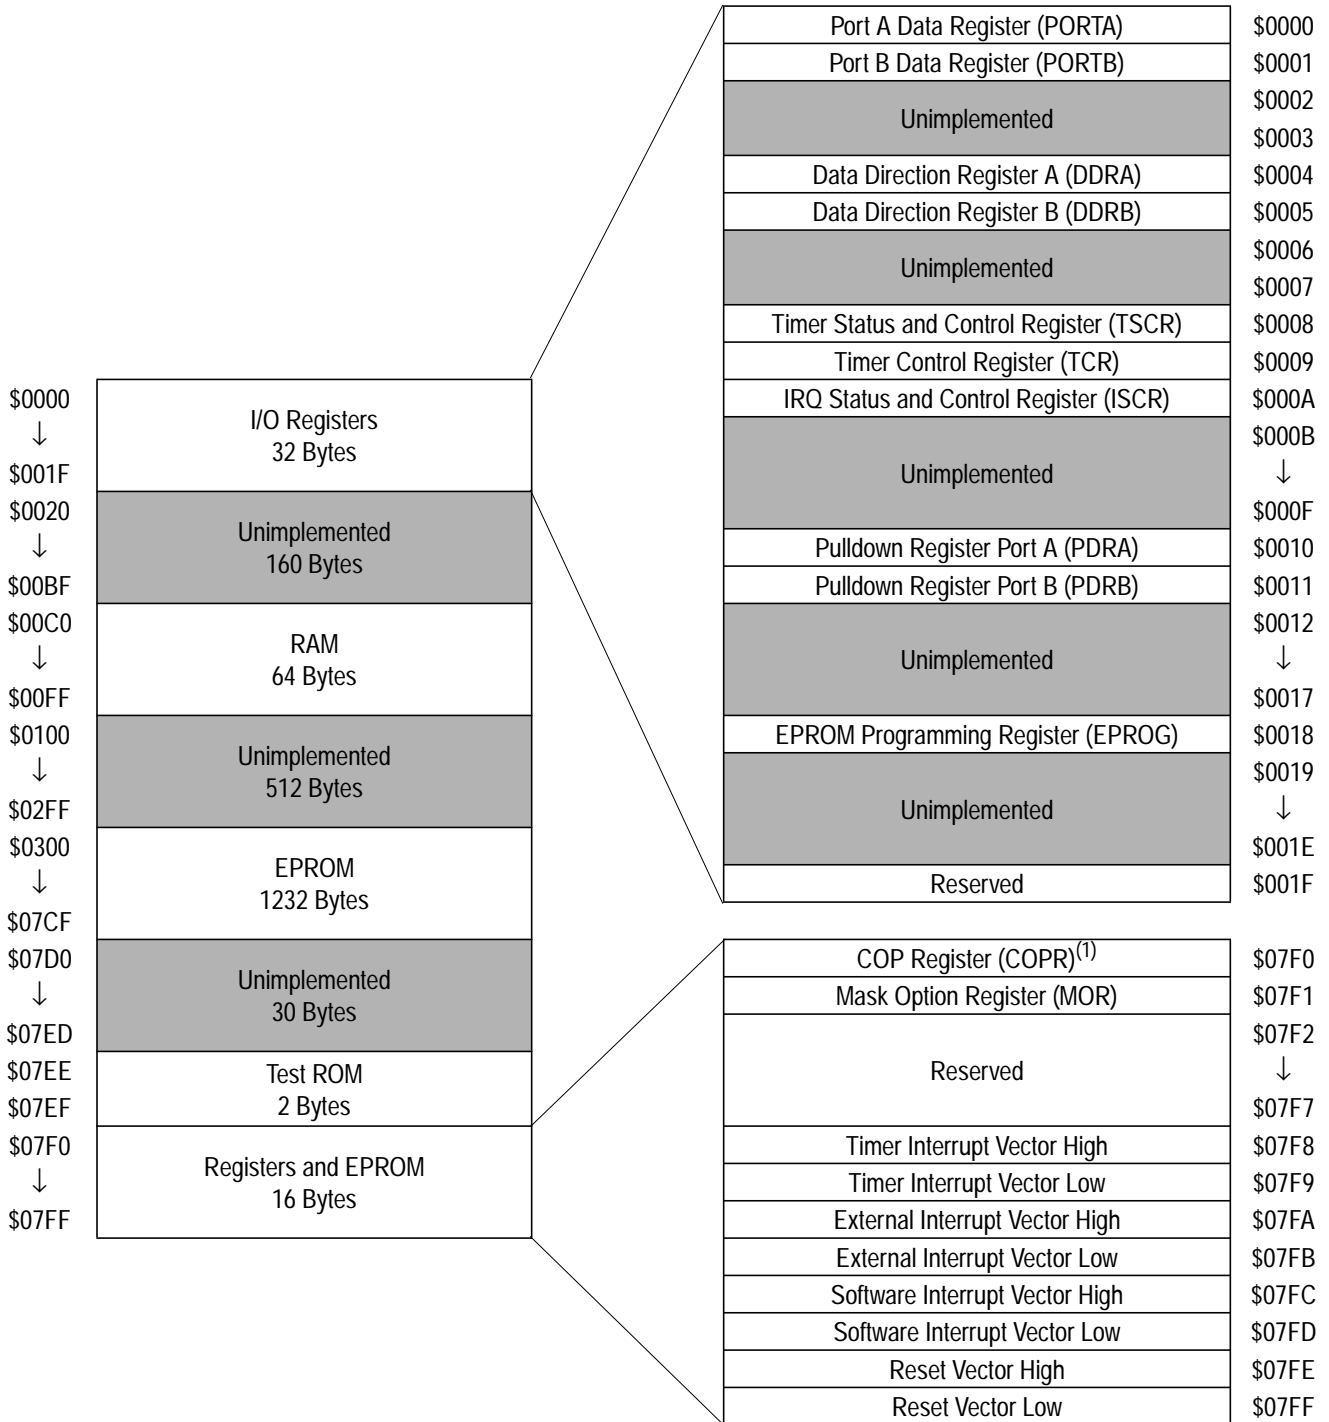 $0000
↓
$001F
I/O Registers
32 Bytes
$0020
↓
$00BF
Unimplemented
160 Bytes
$00C0
↓
$00FF
RAM
64 Bytes
$0100
↓
$02FF
Unimplemented
512 Bytes
$0300
↓
$07CF
EPROM
1232 Bytes
$07D0
↓
$07ED
Unimplemented
30 Bytes
$07EE
$07EF
Test ROM
2 Bytes
$07F0
↓
$07FF
Registers and EPROM
16 Bytes
Port A Data Register (PORTA) $0000
Port B Data Register (PORTB) $0001
Unimplemented
$0002
$0003
Data Direction Register A (DDRA) $0004
Data Direction Register B (DDRB) $0005
Unimplemented
$0006
$0007
Timer Status and Control Register (TSCR) $0008
Timer Control Register (TCR) $0009
IRQ Status and Control Register (ISCR) $000A
Unimplemented
$000B
↓
$000F
Pulldown Register Port A (PDRA) $0010
Pulldown Register Port B (PDRB) $0011
Unimplemented
$0012
↓
$0017
EPROM Programming Register (EPROG) $0018
Unimplemented
$0019
↓
$001E
Reserved $001F
COP Register (COPR)(1) $07F0
Mask Option Register (MOR) $07F1
Reserved
$07F2
↓
$07F7
Timer Interrupt Vector High $07F8
Timer Interrupt Vector Low $07F9
External Interrupt Vector High $07FA
External Interrupt Vector Low $07FB
Software Interrupt Vector High $07FC
Software Interrupt Vector Low $07FD
Reset Vector High $07FE
Reset Vector Low $07FF